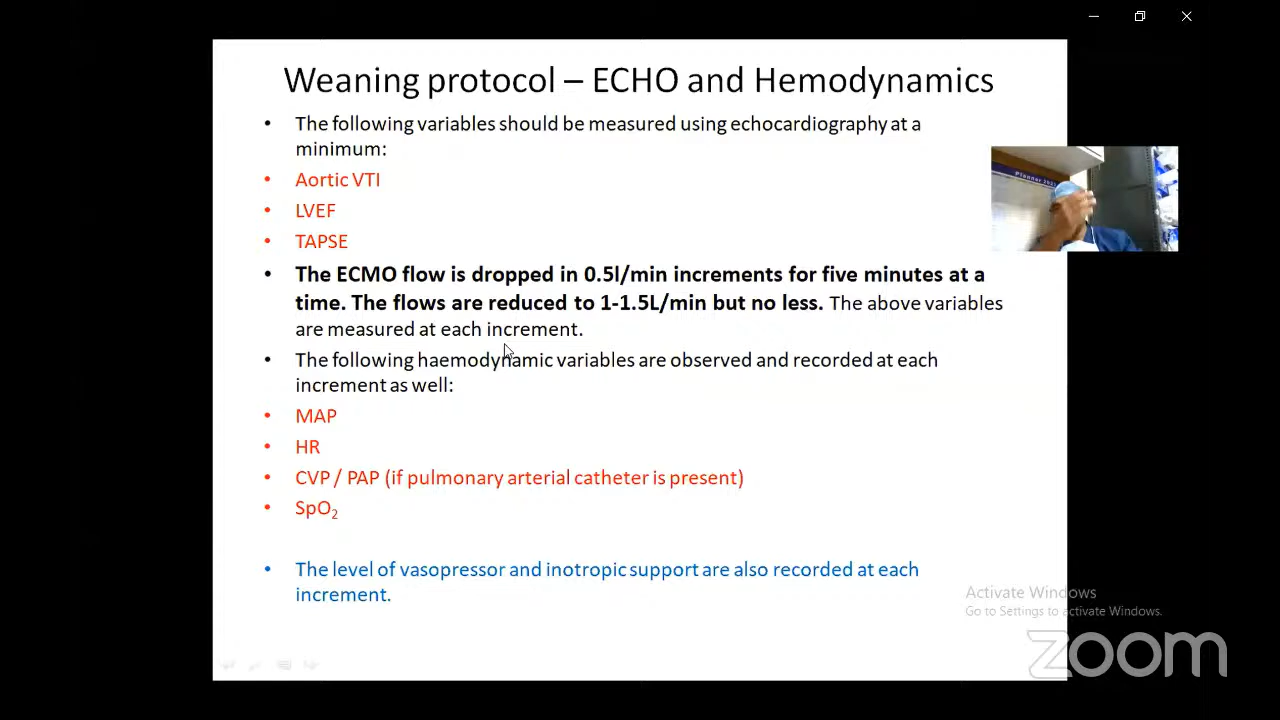 Weaning protocol – ECHO and Hemodynamics
• The following variables should be measured using echocardiography at a
minimum:
• Aortic VTI
• LVEF
• TAPSE
• The ECMO flow is dropped in 0.5l/min increments for five minutes at a
time. The flows are reduced to 1-1.5L/min but no less. The above variables
are measured at each increment.
• The following haemodynamic variables are observed and recorded at each
increment as well:
• MAP
• HR
• CVP / PAP (if pulmonary arterial catheter is present)
• SpO₂
• The level of vasopressor and inotropic support are also recorded at each
increment.
Planner
Activate Windows
Go to Settings to activate Windows.
zoom